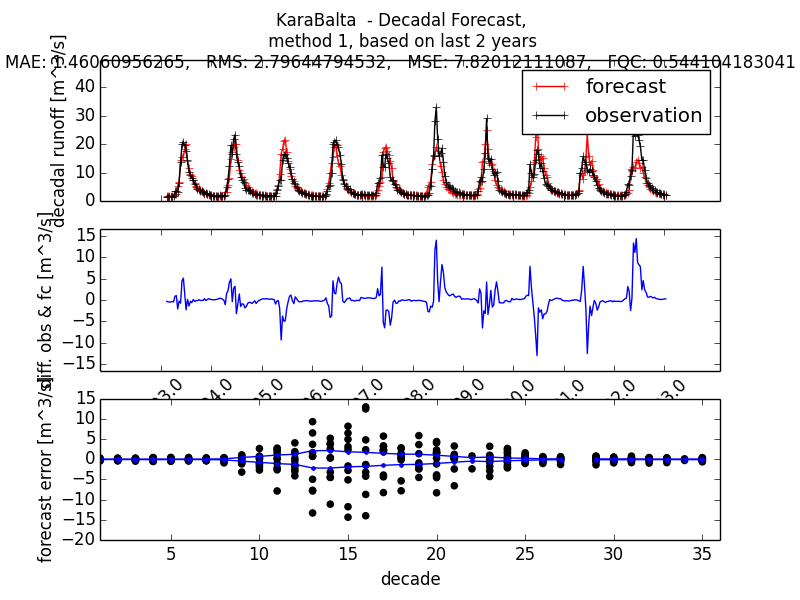 KaraBalta - Decadal Forecast,
method 1, based on last 2 years
RMS: 2.79644794532, MSE: 7.82012111087, FQC: 0.544104183041
decadal runoff [m^3/s]
40
30
20
10
0
forecast
observation
diff. obs & fc [m^3/s]
15
10
5
0
−5
−10
−15
forecast error [m^3/s]
15
10
5
0
−5
−10
−15
−20
5 10 15 20 25 30 35
decade